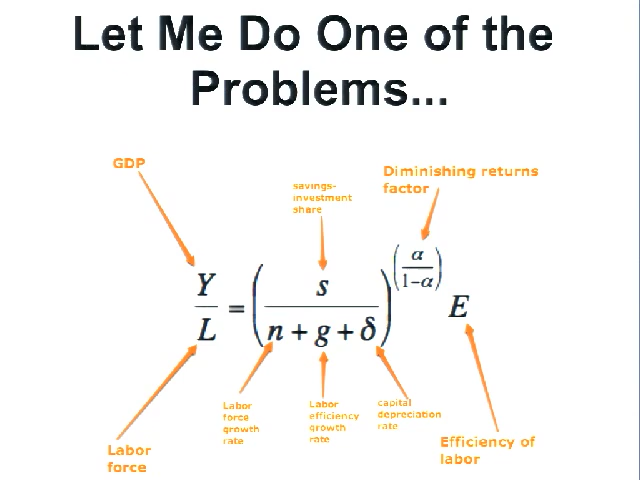 Let Me Do One of the
Problems...
GDP
savings-
investment
share
Diminishing returns
factor
Y/L = (s/(n + g + δ))^(α/(1−α)) E
Labor
force
Labor
force
growth
rate
Labor
efficiency
growth
rate
capital
depreciation
rate
Efficiency of
labor